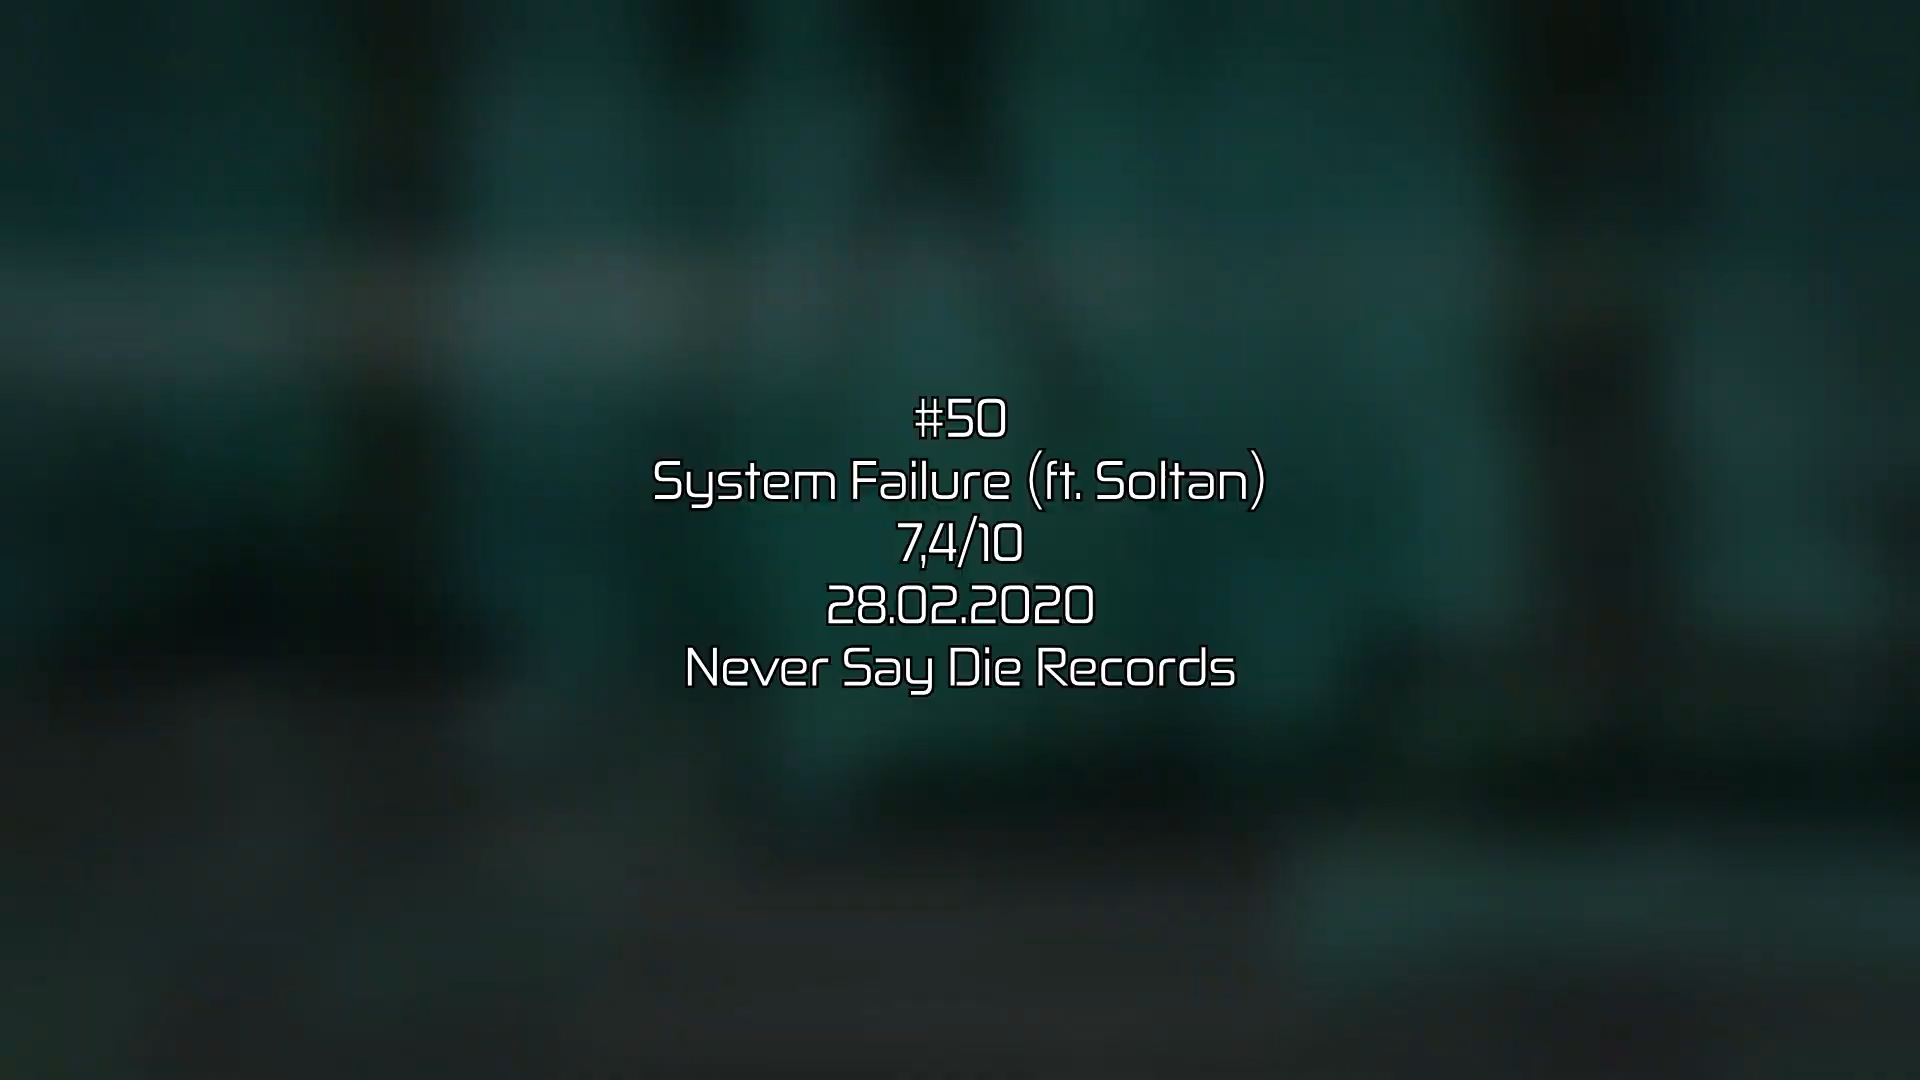 #50
System Failure (ft. Soltan)
7,4/10
28.02.2020
Never Say Die Records